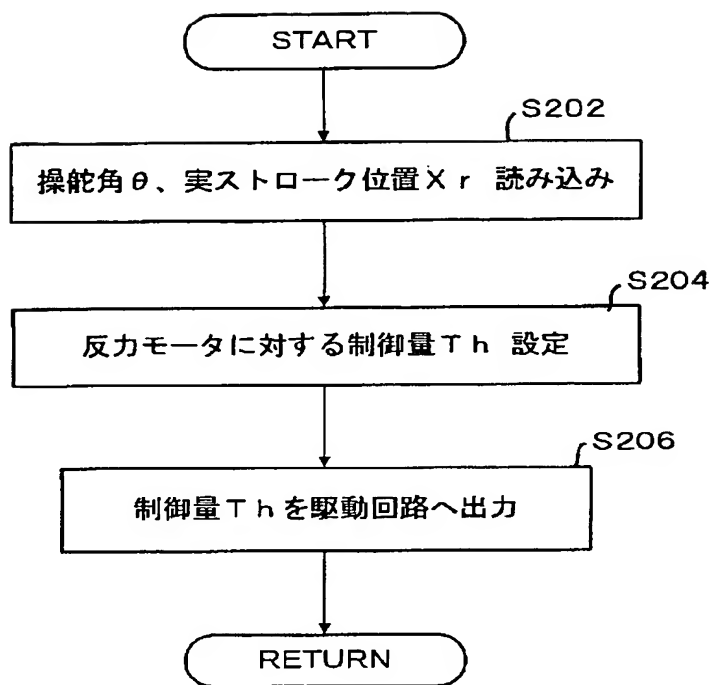 START
S202
操舵角θ、実ストローク位置Xr 読み込み
S204
反力モータに対する制御量Th 設定
S206
制御量Thを駆動回路へ出力
RETURN